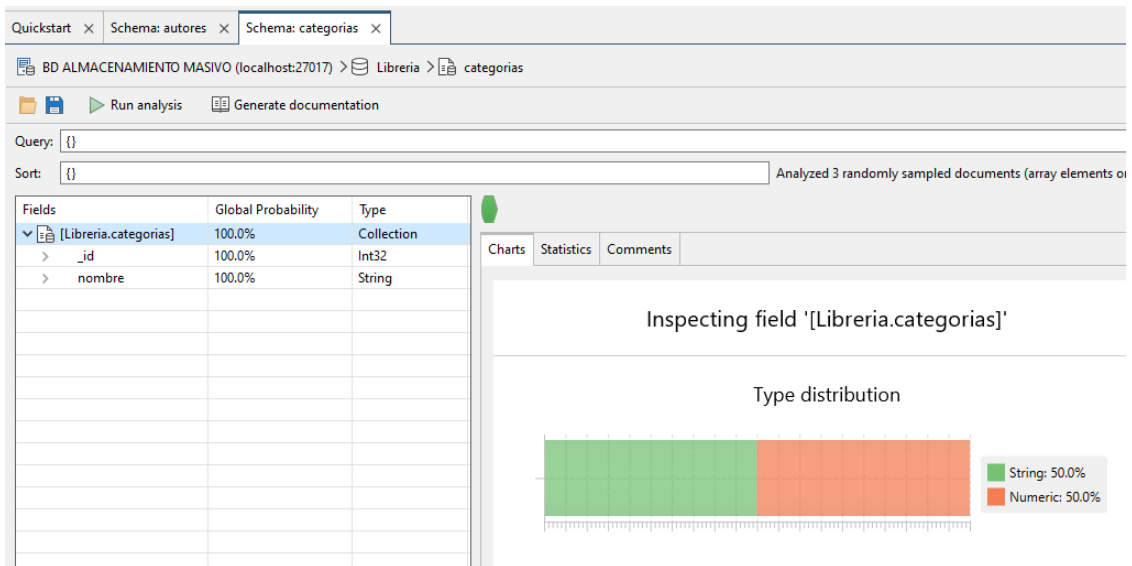 Quickstart × Schema: autores × Schema: categorias ×
BD ALMACENAMIENTO MASIVO (localhost:27017) > Libreria > categorias
Run analysis Generate documentation
Query: {}
Sort: {} Analyzed 3 randomly sampled documents (array elements
Fields Global Probability Type
[Libreria.categorias] 100.0% Collection
_id 100.0% Int32
nombre 100.0% String
Charts Statistics Comments
Inspecting field '[Libreria.categorias]'
Type distribution
String: 50.0%
Numeric: 50.0%